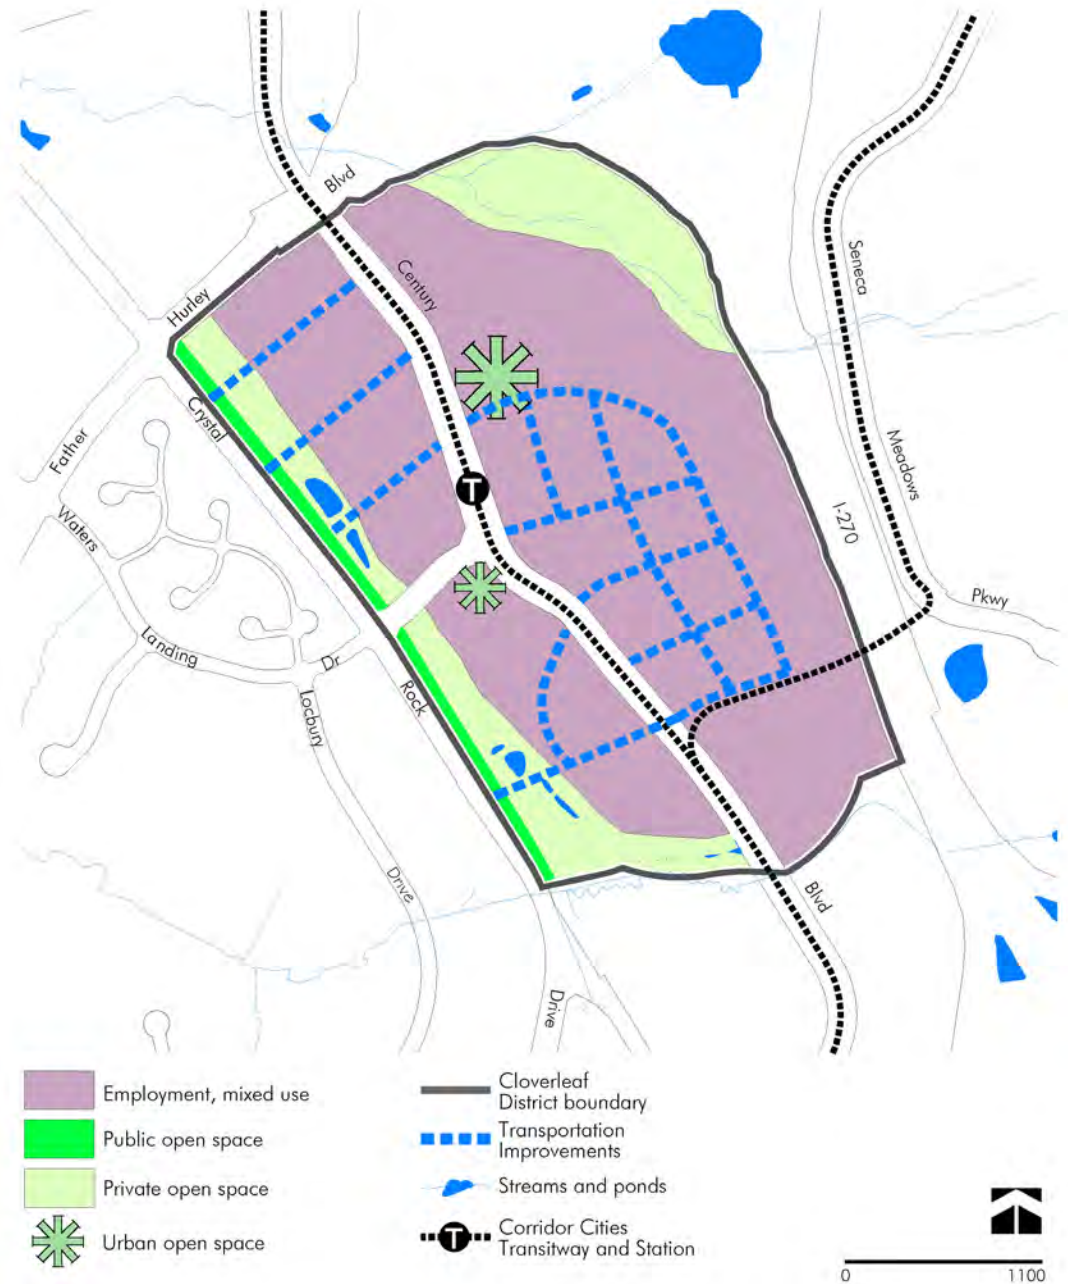 Blvd
Century
Hurley
Seneca
Crystal
Father
Meadows
Waters
I-270
T
Pkwy
Landing
Dr
Rock
Locbury
Drive
Blvd
Drive
Employment, mixed use
Public open space
Private open space
Urban open space
Cloverleaf
District boundary
Transportation
Improvements
Streams and ponds
T
Corridor Cities
Transitway and Station
0 1100